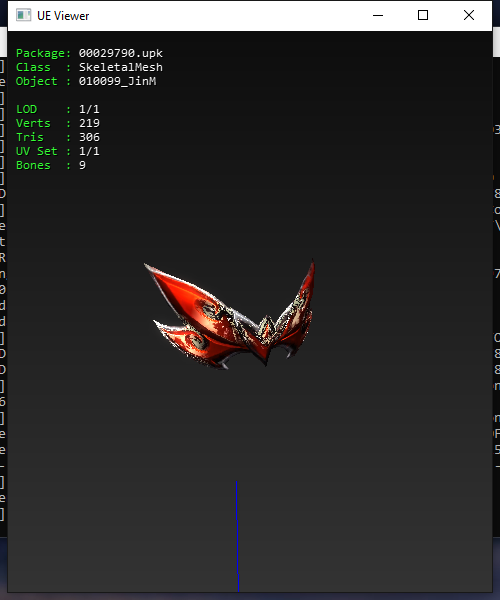 UE Viewer
Package: 00029790.upk
Class : SkeletalMesh
Object : 010099_JinM
LOD : 1/1
Verts : 219
Tris : 306
UV Set : 1/1
Bones : 9